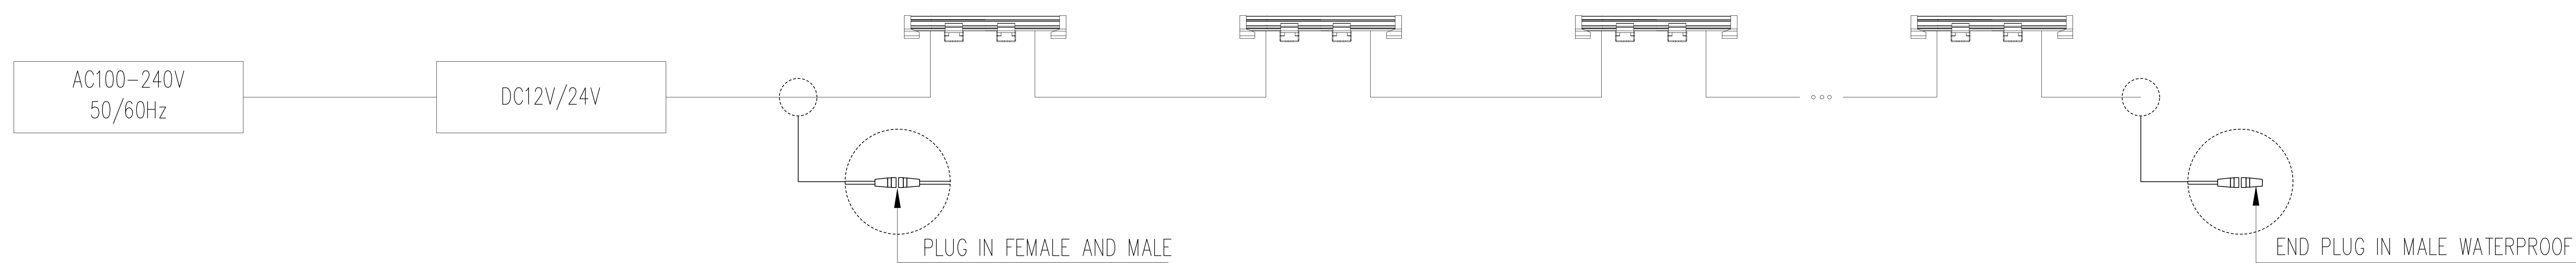 AC100-240V
50/60Hz
DC12V/24V
PLUG IN FEMALE AND MALE
END PLUG IN MALE WATERPROOF